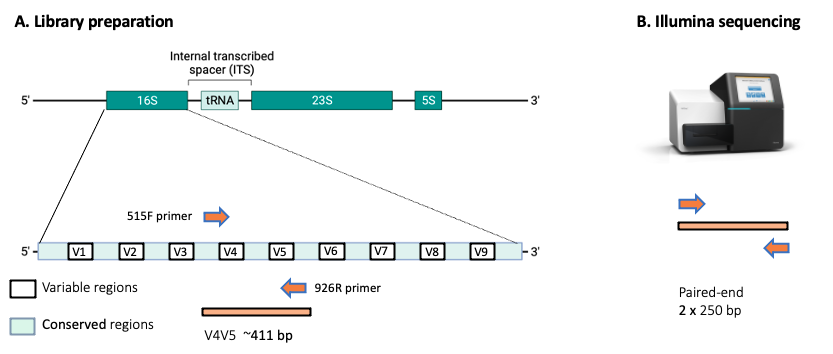 A. Library preparation
B. Illumina sequencing
Internal transcribed
spacer (ITS)
5' 16S tRNA 23S 5S 3'
515F primer
5' V1 V2 V3 V4 V5 V6 V7 V8 V9 3'
Variable regions
926R primer
Conserved regions
V4V5 ~411 bp
Paired-end
2 x 250 bp